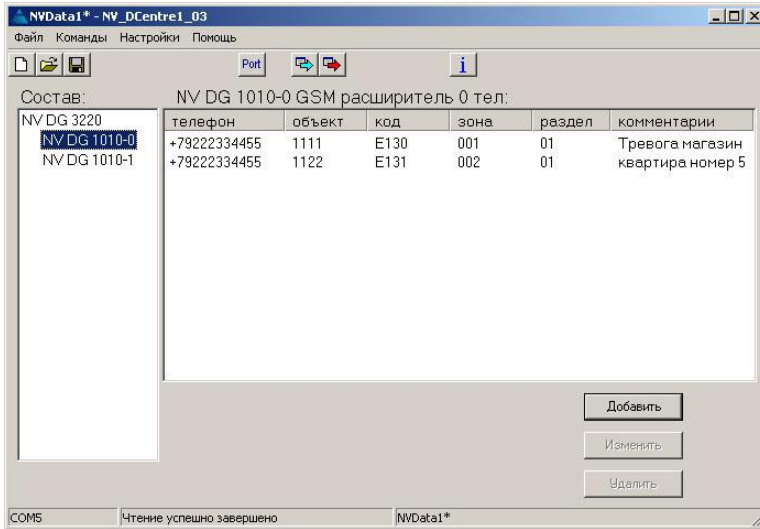 NVData1* - NV_DCentre1_03
Файл Команды Настройки Помощь
Port i
Состав: NV DG 1010-0 GSM расширитель 0 тел:
NV DG 3220
NV DG 1010-0
NV DG 1010-1
телефон объект код зона раздел комментарии
+79222334455 1111 E130 001 01 Тревога магазин
+79222334455 1122 E131 002 01 квартира номер 5
Добавить
Изменить
Удалить
COM5 Чтение успешно завершено NVData1*